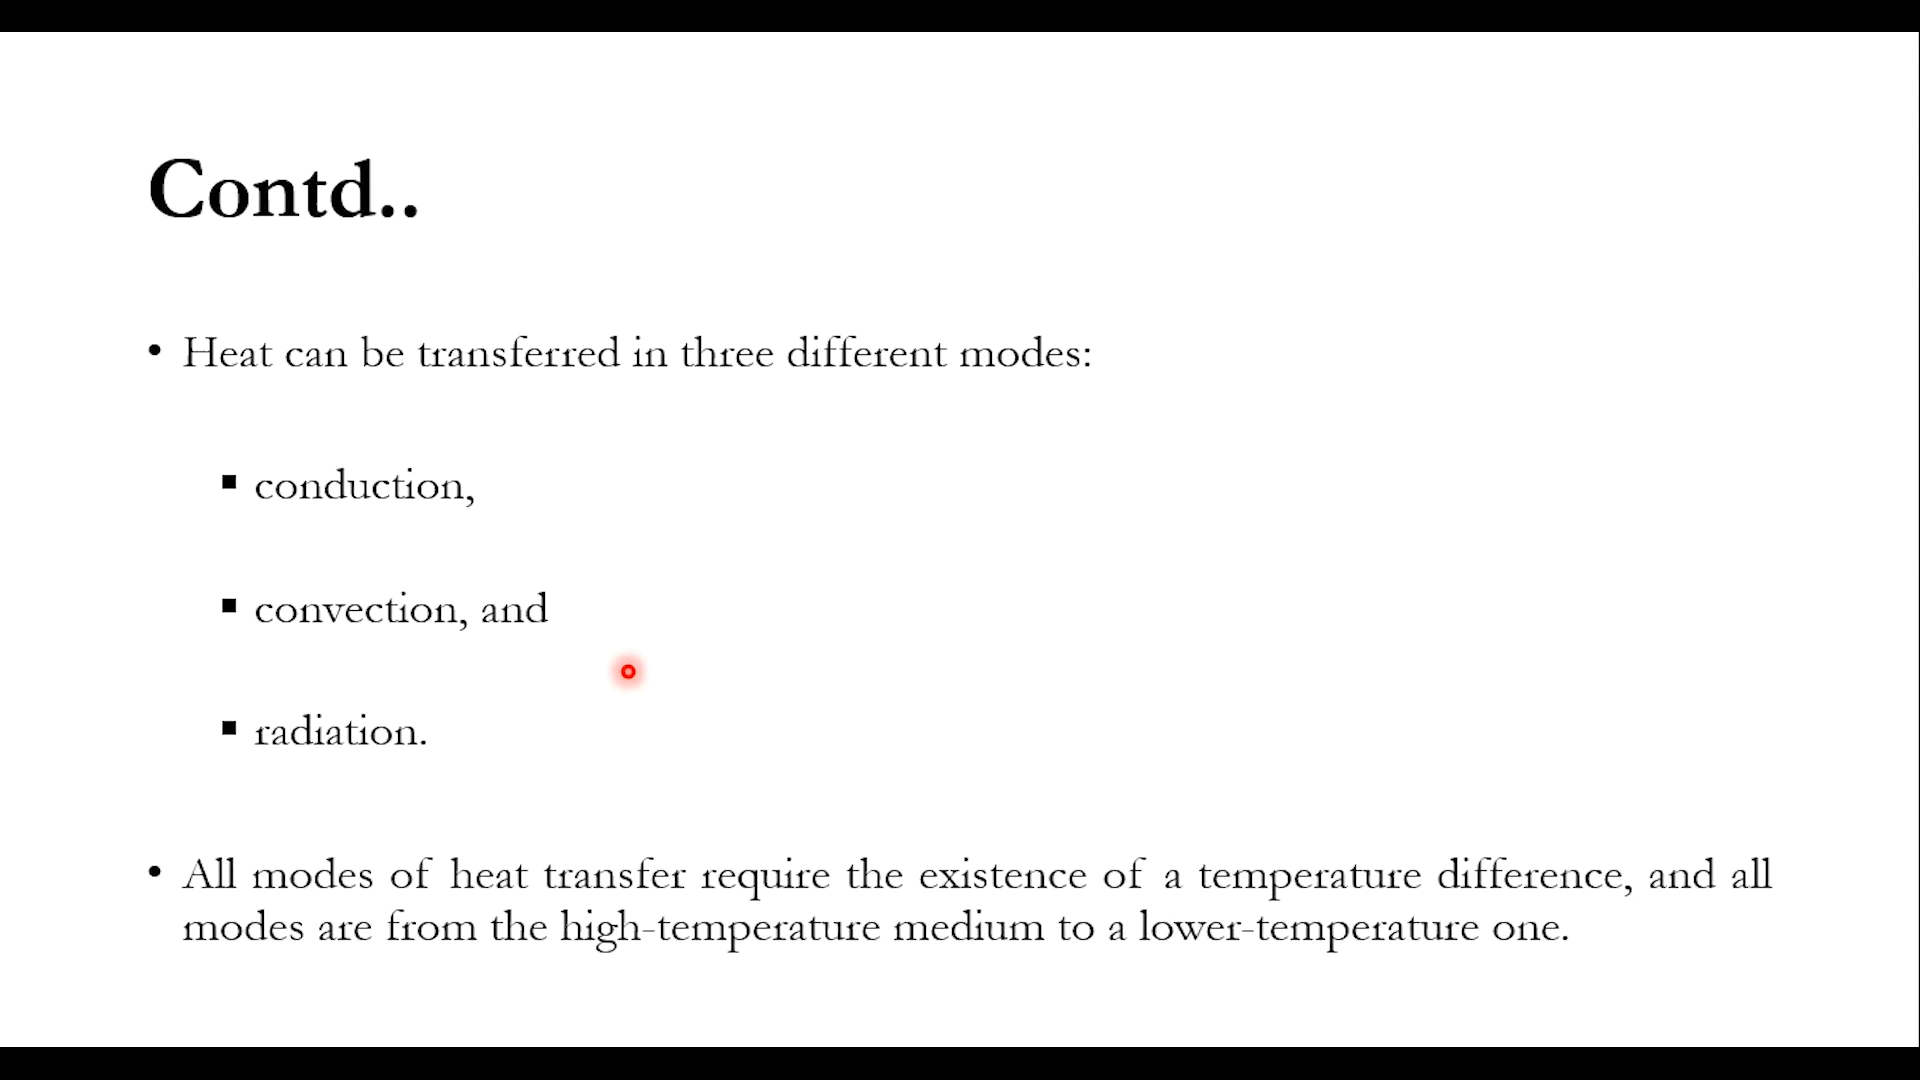 Contd..
• Heat can be transferred in three different modes:
▪ conduction,
▪ convection, and
▪ radiation.
• All modes of heat transfer require the existence of a temperature difference, and all
modes are from the high-temperature medium to a lower-temperature one.